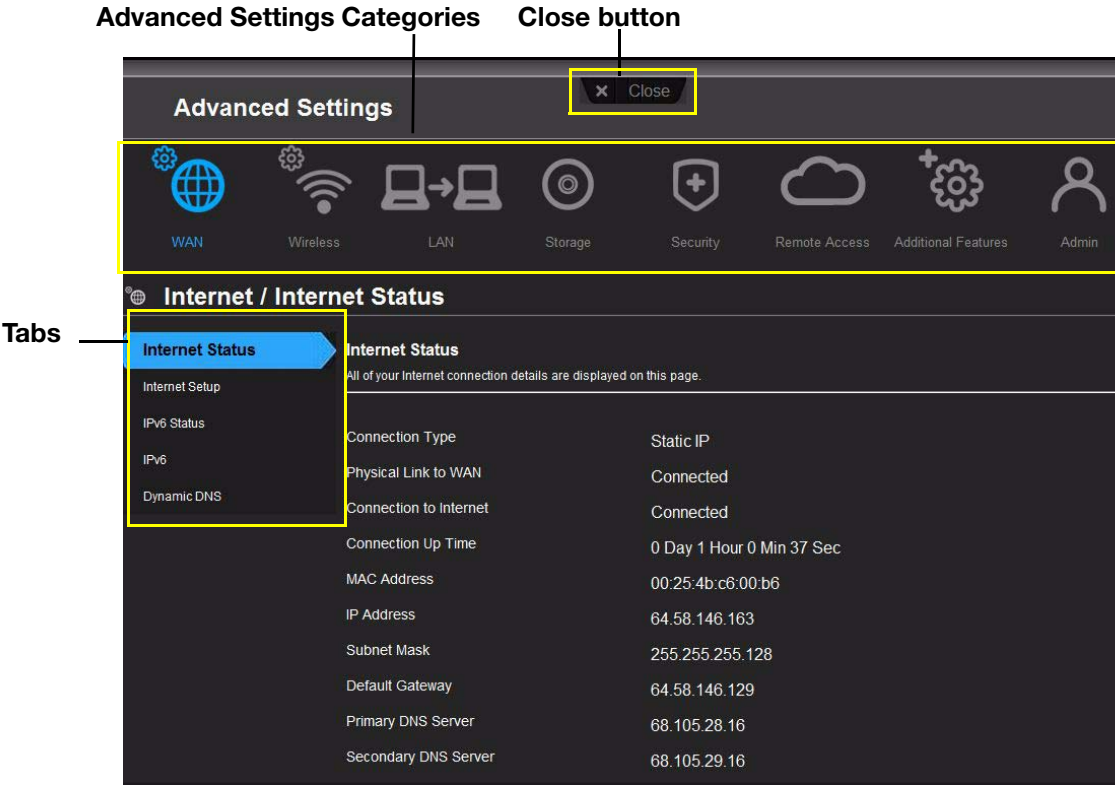 Advanced Settings Categories
Close button
Close
Advanced Settings
WAN
Wireless
LAN
Storage
Security
Remote Access
Additional Features
Admin
Internet / Internet Status
Tabs
Internet Status
Internet Setup
IPv6 Status
IPv6
Dynamic DNS
Internet Status
All of your Internet connection details are displayed on this page.
Connection Type Static IP
Physical Link to WAN Connected
Connection to Internet Connected
Connection Up Time 0 Day 1 Hour 0 Min 37 Sec
MAC Address 00:25:4b:c6:00:b6
IP Address 64.58.146.163
Subnet Mask 255.255.255.128
Default Gateway 64.58.146.129
Primary DNS Server 68.105.28.16
Secondary DNS Server 68.105.29.16